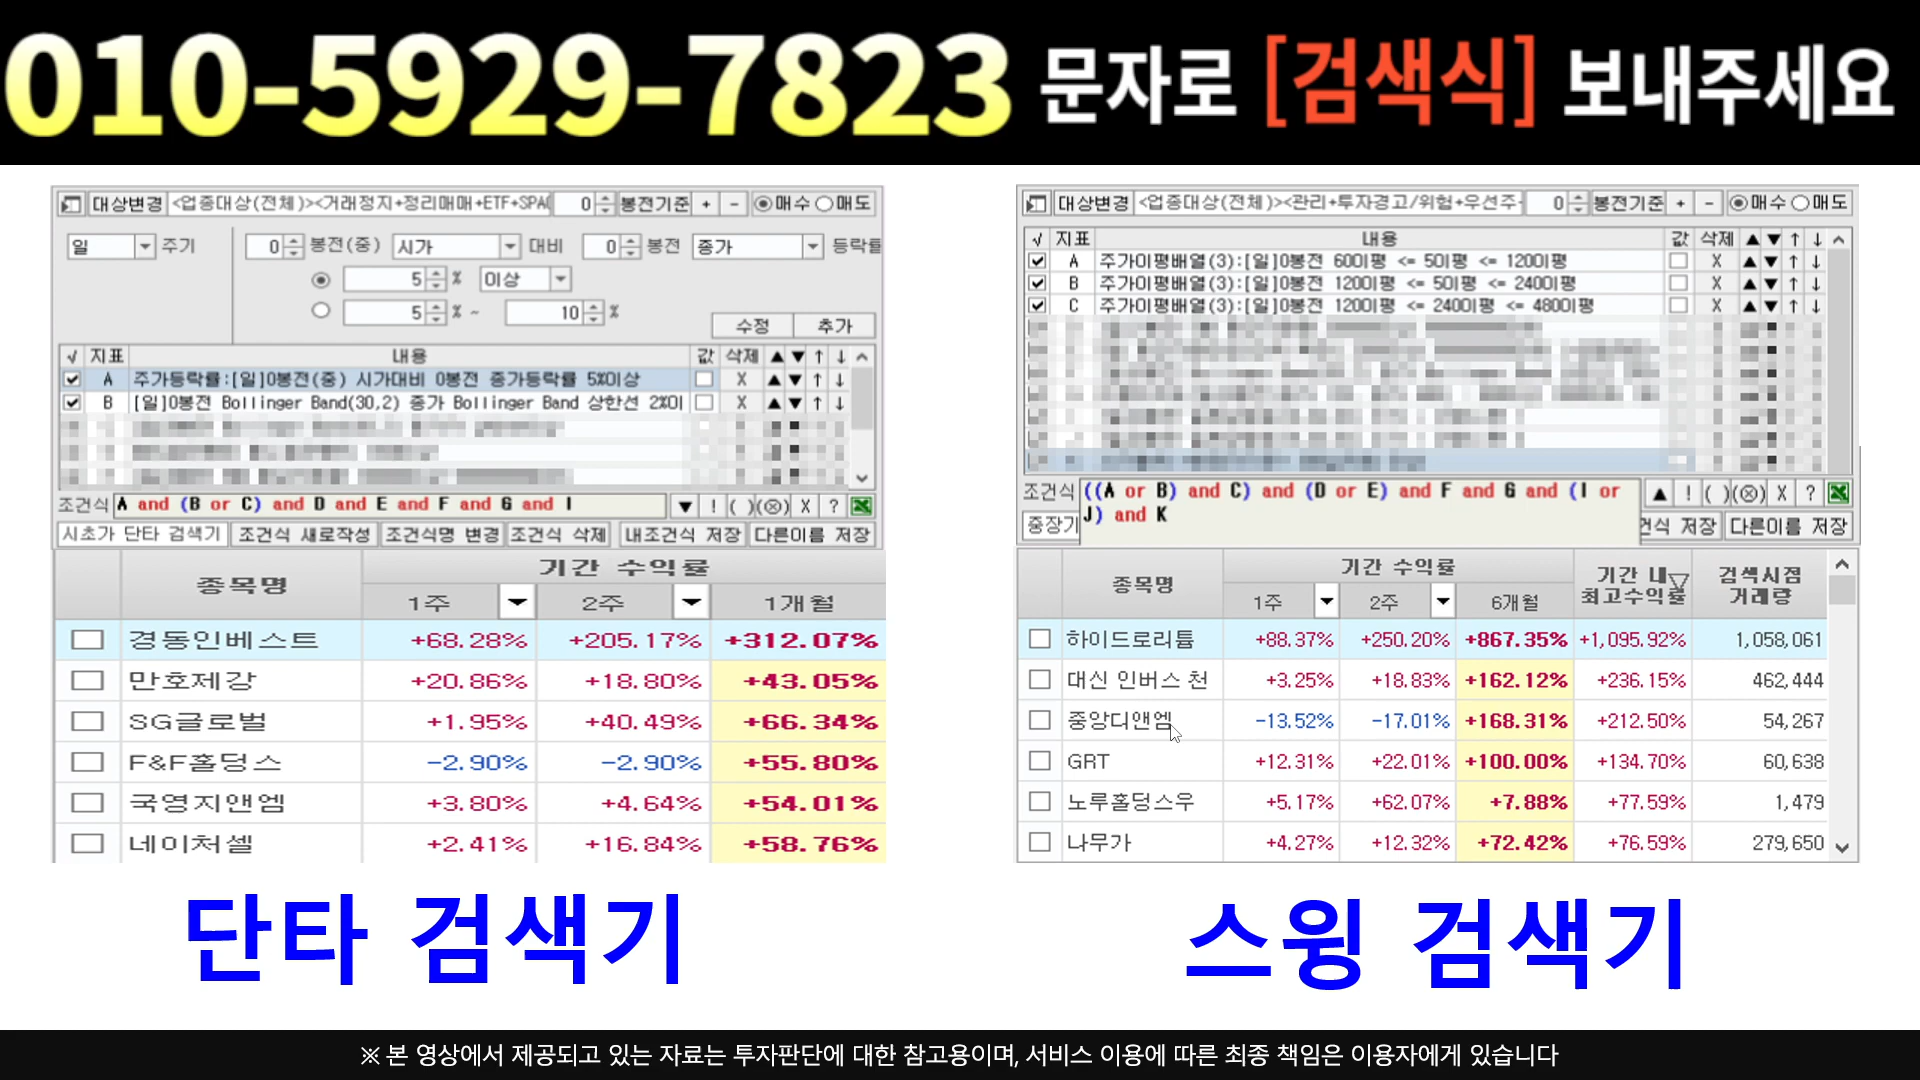 010-5929-7823 문자로 [검색식] 보내주세요
대상변경 <업종대상(전체)><거래정지+정리매매+ETF+SPA 0 봉전기준 + - 매수 매도
일 주기 0 봉전(중) 시가 대비 0 봉전 종가 등락률
5 % 이상
5 % ~ 10 %
수정 추가
√ 지표 내용 값 삭제 ▲ ▼ ↑ ↓
A 주가등락률:[일]0봉전(중) 시가대비 0봉전 종가등락률 5%이상 X ▲ ▼ ↑ ↓
B [일]0봉전 Bollinger Band(30,2) 종가 Bollinger Band 상한선 2%이 X ▲ ▼ ↑ ↓
조건식 A and (B or C) and D and E and F and G and I ▼ ! ( )(⊗) X ?
시초가 단타 검색기 조건식 새로작성 조건식명 변경 조건식 삭제 내조건식 저장 다른이름 저장
종목명 기간 수익률
1주 2주 1개월
경동인베스트 +68.28% +205.17% +312.07%
만호제강 +20.86% +18.80% +43.05%
SG글로벌 +1.95% +40.49% +66.34%
F&F홀딩스 -2.90% -2.90% +55.80%
국영지앤엠 +3.80% +4.64% +54.01%
네이처셀 +2.41% +16.84% +58.76%
단타 검색기
대상변경 <업종대상(전체)><관리+투자경고/위험+우선주+ 0 봉전기준 + - 매수 매도
√ 지표 내용 값 삭제 ▲ ▼ ↑ ↓
A 주가이평배열(3):[일]0봉전 60이평 <= 5이평 <= 120이평 X ▲ ▼ ↑ ↓
B 주가이평배열(3):[일]0봉전 120이평 <= 5이평 <= 240이평 X ▲ ▼ ↑ ↓
C 주가이평배열(3):[일]0봉전 120이평 <= 240이평 <= 480이평 X ▲ ▼ ↑ ↓
조건식 ((A or B) and C) and (D or E) and F and G and (I or ▲ ! ( )(⊗) X ?
중장기 J) and K 건식 저장 다른이름 저장
종목명 기간 수익률 기간 내 최고수익률 검색시점 거래량
1주 2주 6개월
하이드로리튬 +88.37% +250.20% +867.35% +1,095.92% 1,058,061
대신 인버스 천 +3.25% +18.83% +162.12% +236.15% 462,444
중앙디앤엠 -13.52% -17.01% +168.31% +212.50% 54,267
GRT +12.31% +22.01% +100.00% +134.70% 60,638
노루홀딩스우 +5.17% +62.07% +7.88% +77.59% 1,479
나무가 +4.27% +12.32% +72.42% +76.59% 279,650
스윙 검색기
※ 본 영상에서 제공되고 있는 자료는 투자판단에 대한 참고용이며, 서비스 이용에 따른 최종 책임은 이용자에게 있습니다